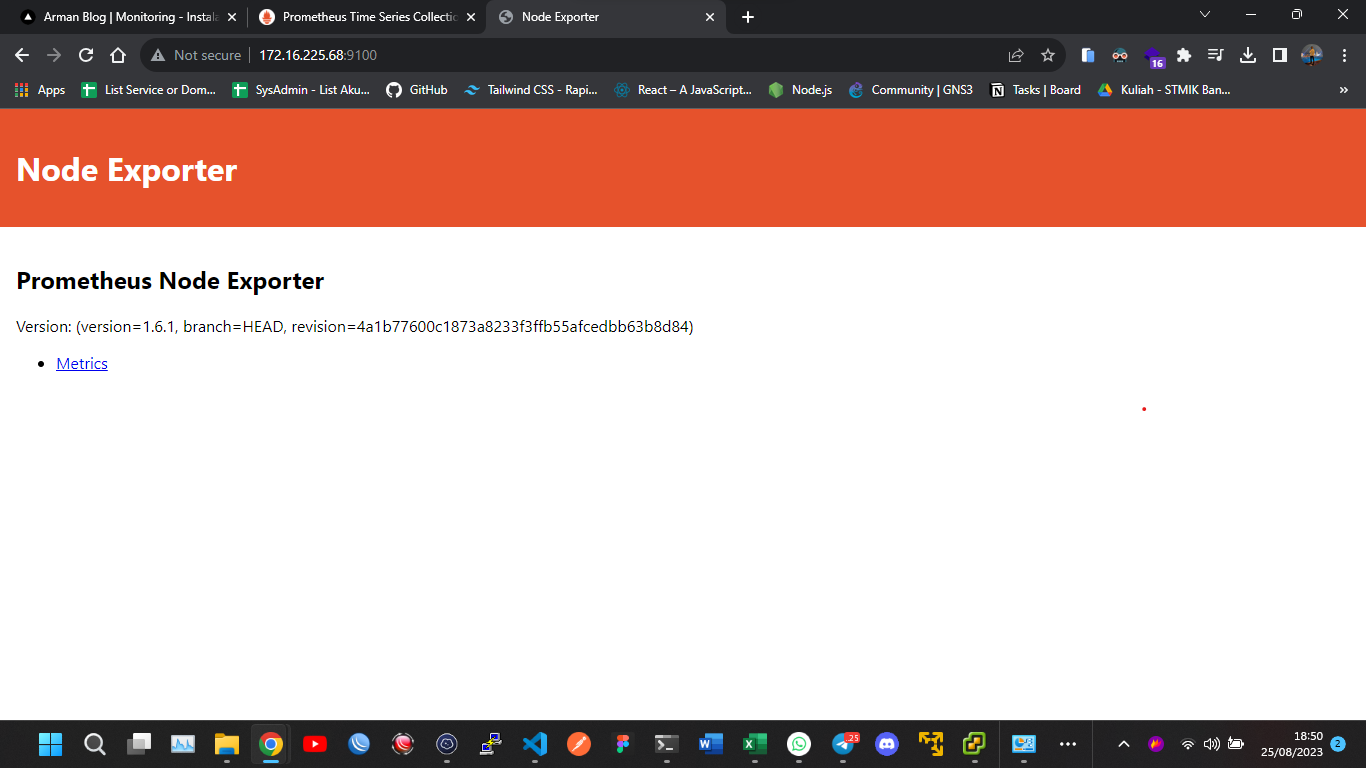 Arman Blog | Monitoring - Instala
Prometheus Time Series Collectio
Node Exporter
Not secure
172.16.225.68:9100
16
Apps
List Service or Dom...
SysAdmin - List Aku...
GitHub
Tailwind CSS - Rapi...
React – A JavaScript...
Node.js
Community | GNS3
Tasks | Board
Kuliah - STMIK Ban...
»
Node Exporter
Prometheus Node Exporter
Version: (version=1.6.1, branch=HEAD, revision=4a1b77600c1873a8233f3ffb55afcedbb63b8d84)
• Metrics
25
18:50
25/08/2023
2